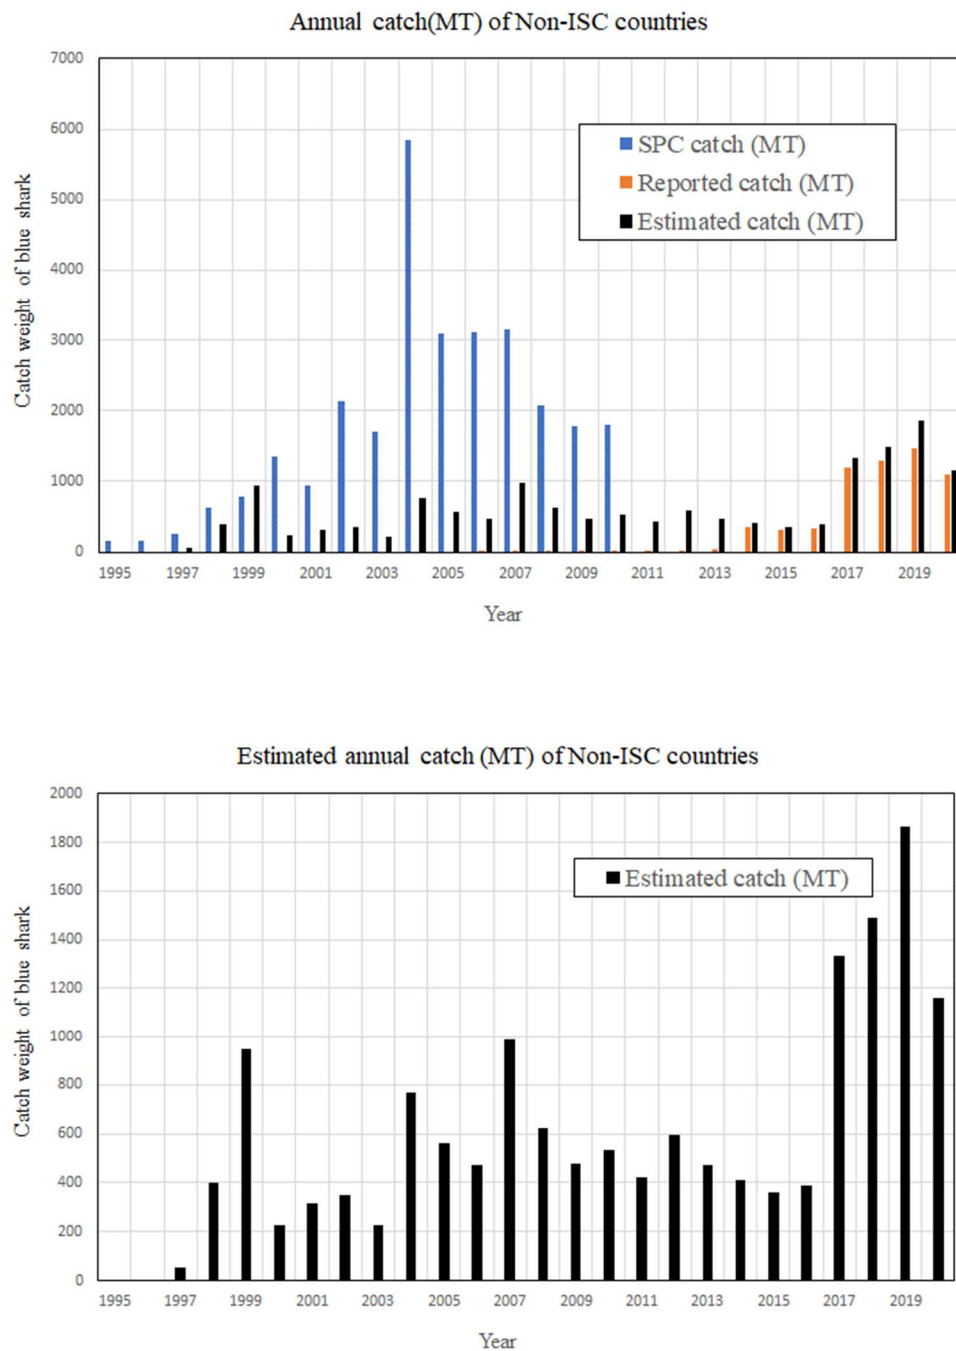 Annual catch(MT) of Non-ISC countries
7000
6000
5000
4000
3000
2000
1000
0
Catch weight of blue shark
SPC catch (MT)
Reported catch (MT)
Estimated catch (MT)
1995 1997 1999 2001 2003 2005 2007 2009 2011 2013 2015 2017 2019
Year
Estimated annual catch (MT) of Non-ISC countries
2000
1800
1600
1400
1200
1000
800
600
400
200
0
Catch weight of blue shark
Estimated catch (MT)
1995 1997 1999 2001 2003 2005 2007 2009 2011 2013 2015 2017 2019
Year